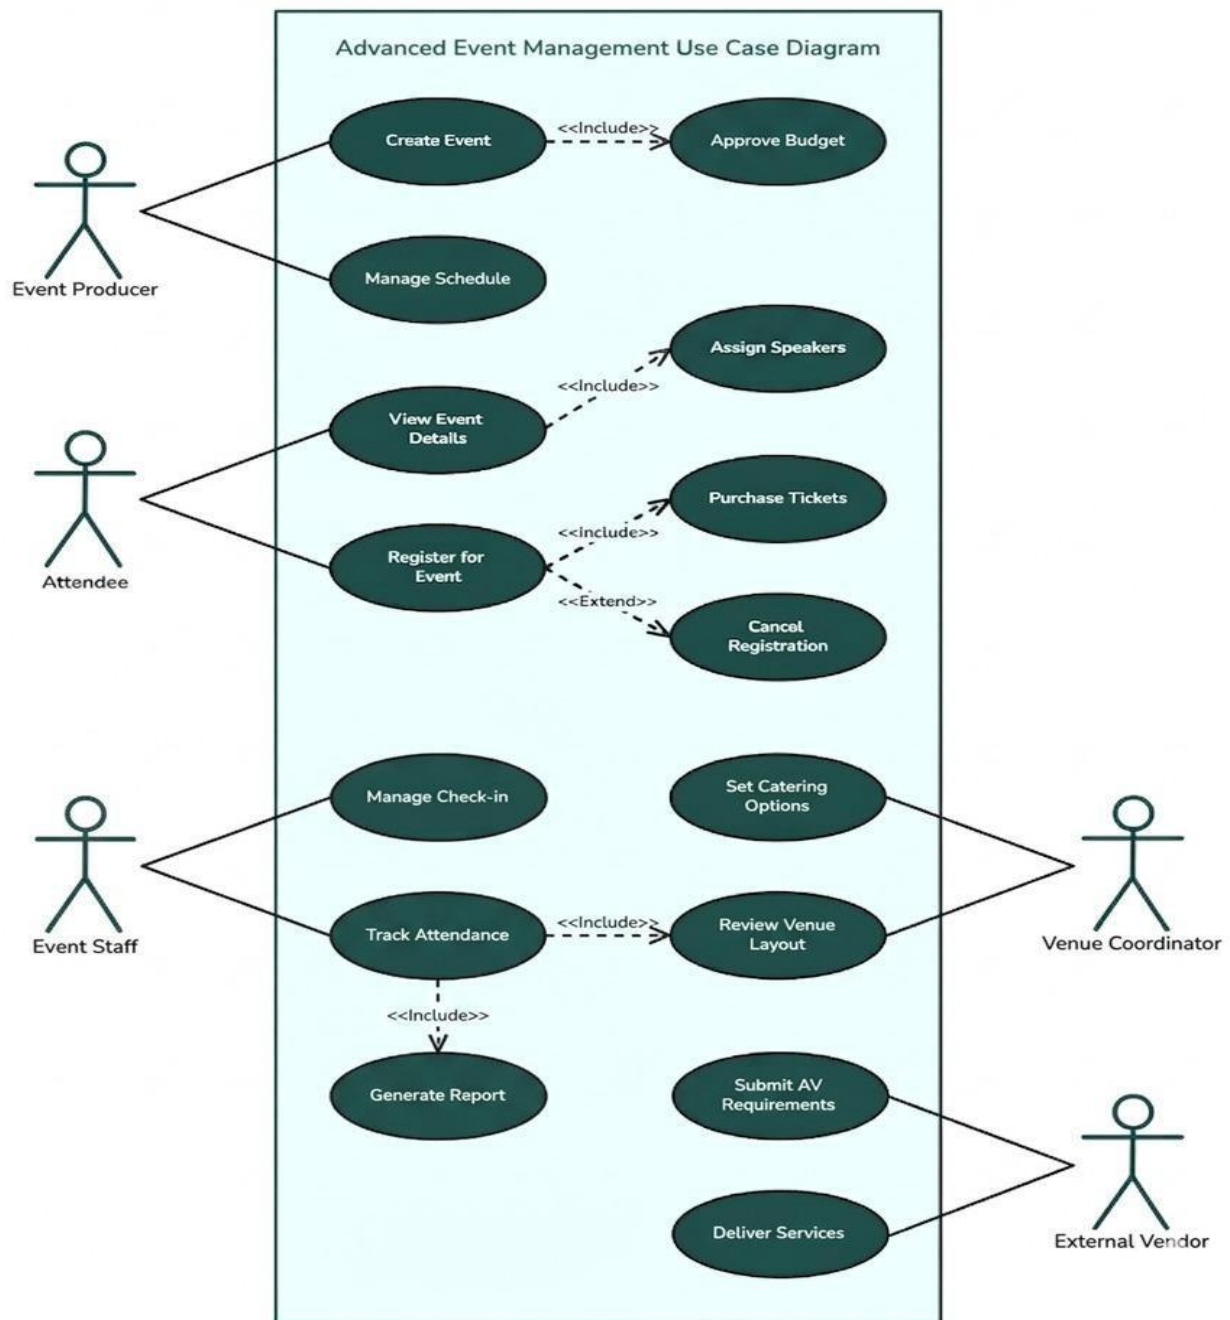 Advanced Event Management Use Case Diagram
Create Event
<<Include>>
Approve Budget
Event Producer
Manage Schedule
Assign Speakers
<<Include>>
View Event
Details
Attendee
Purchase Tickets
<<Include>>
Register for
Event
<<Extend>>
Cancel
Registration
Manage Check-in
Set Catering
Options
Event Staff
Track Attendance
<<Include>>
Review Venue
Layout
Venue Coordinator
<<Include>>
Generate Report
Submit AV
Requirements
Deliver Services
External Vendor